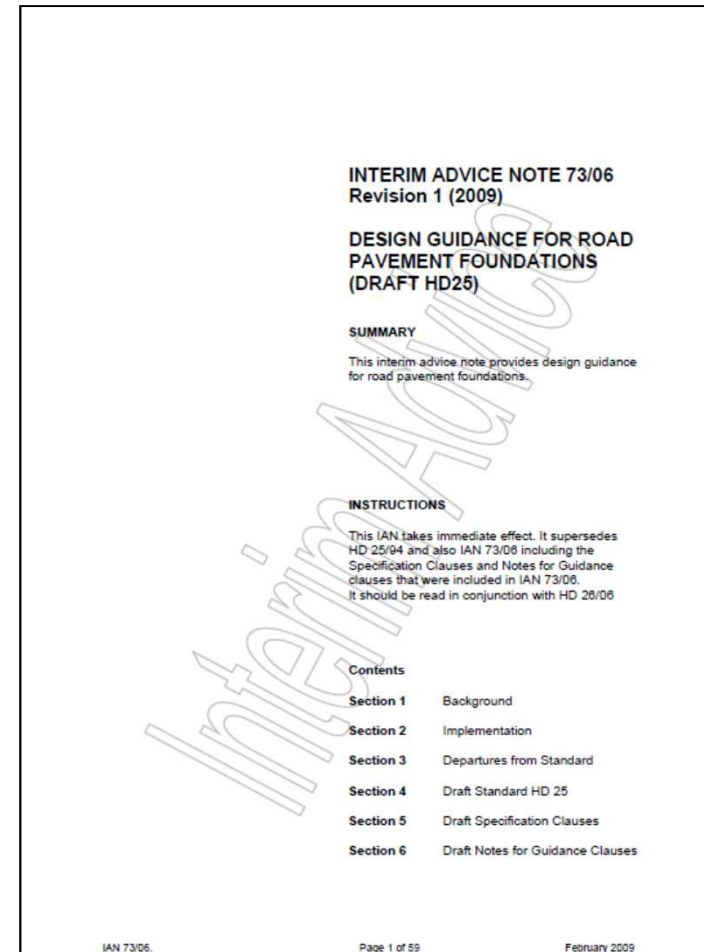 INTERIM ADVICE NOTE 73/06
Revision 1 (2009)
DESIGN GUIDANCE FOR ROAD
PAVEMENT FOUNDATIONS
(DRAFT HD25)
SUMMARY
This interim advice note provides design guidance
for road pavement foundations.
INSTRUCTIONS
This IAN takes immediate effect. It supersedes
HD 25/94 and also IAN 73/06 including the
Specification Clauses and Notes for Guidance
clauses that were included in IAN 73/06.
It should be read in conjunction with HD 26/06
Contents
Section 1 Background
Section 2 Implementation
Section 3 Departures from Standard
Section 4 Draft Standard HD 25
Section 5 Draft Specification Clauses
Section 6 Draft Notes for Guidance Clauses
IAN 73/06. Page 1 of 59 February 2009
Interim Advice